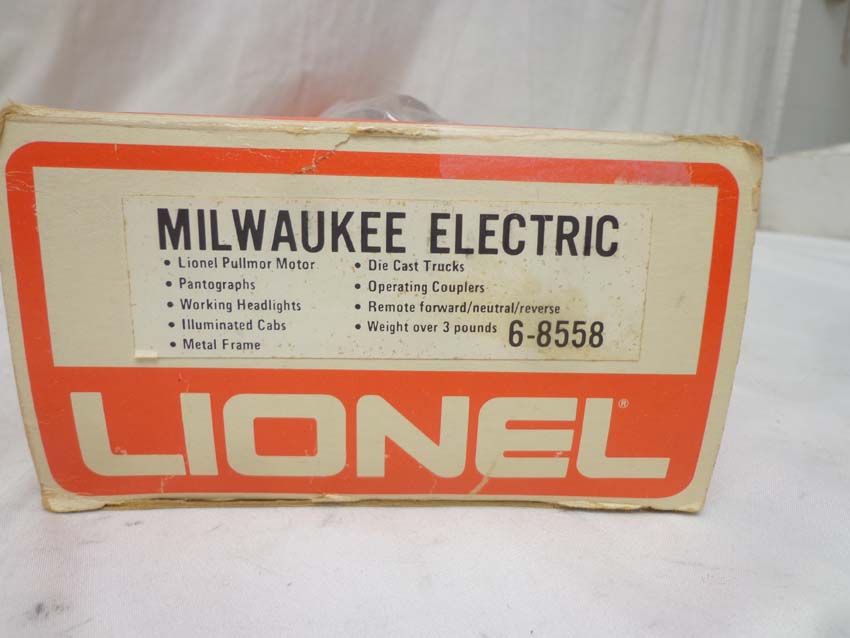 MILWAUKEE ELECTRIC
• Lionel Pullmor Motor
• Pantographs
• Working Headlights
• Illuminated Cabs
• Metal Frame
• Die Cast Trucks
• Operating Couplers
• Remote forward/neutral/reverse
• Weight over 3 pounds
6-8558
LIONEL®